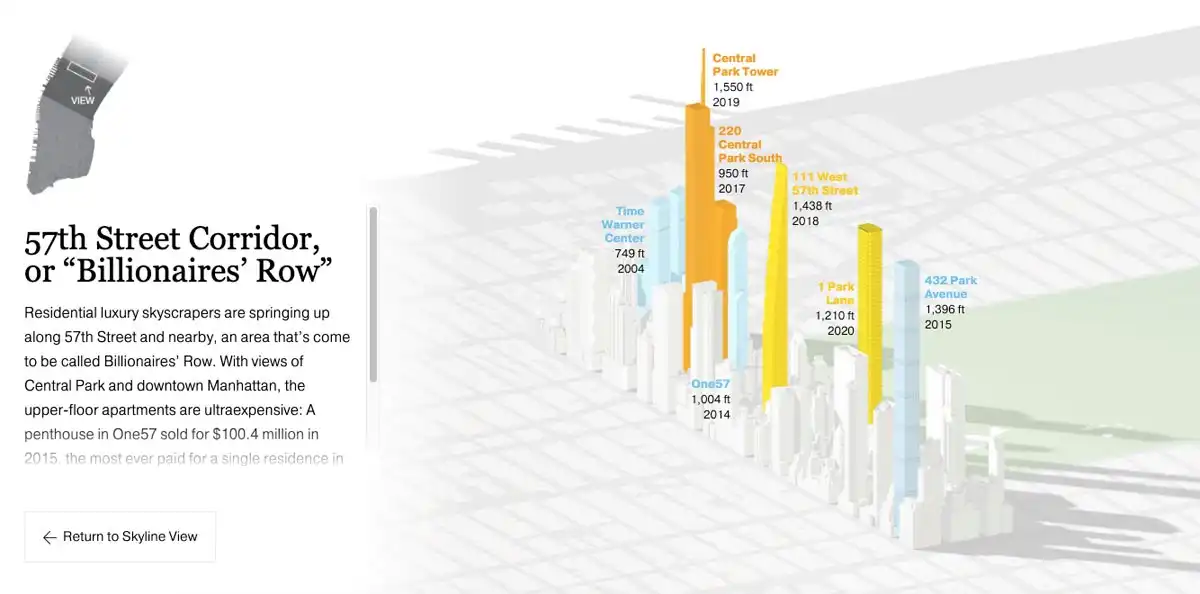 VIEW
57th Street Corridor,
or “Billionaires’ Row”
Residential luxury skyscrapers are springing up
along 57th Street and nearby, an area that’s come
to be called Billionaires’ Row. With views of
Central Park and downtown Manhattan, the
upper-floor apartments are ultraexpensive: A
penthouse in One57 sold for $100.4 million in
2015, the most ever paid for a single residence in
← Return to Skyline View
Central
Park Tower
1,550 ft
2019
220
Central
Park South
950 ft
2017
111 West
57th Street
1,438 ft
2018
Time
Warner
Center
749 ft
2004
1 Park
Lane
1,210 ft
2020
432 Park
Avenue
1,396 ft
2015
One57
1,004 ft
2014